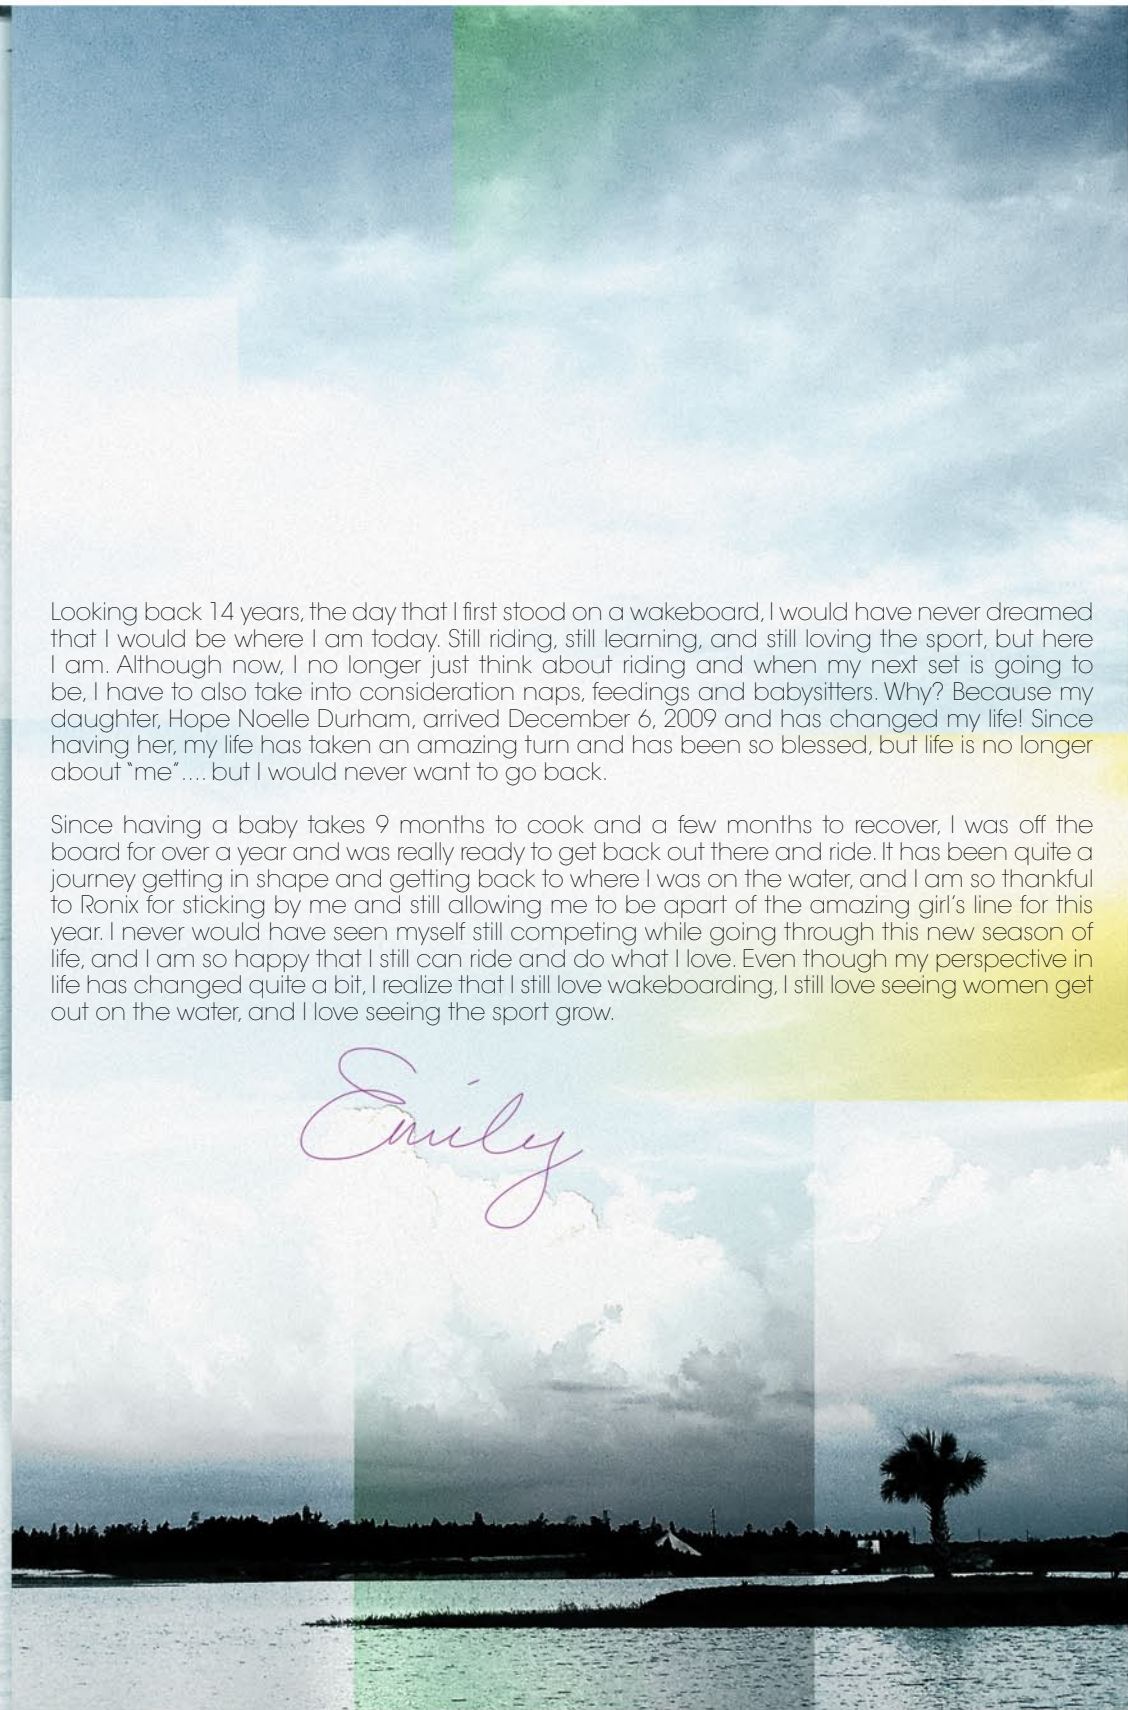 Looking back 14 years, the day that I first stood on a wakeboard, I would have never dreamed
that I would be where I am today. Still riding, still learning, and still loving the sport, but here
I am. Although now, I no longer just think about riding and when my next set is going to
be, I have to also take into consideration naps, feedings and babysitters. Why? Because my
daughter, Hope Noelle Durham, arrived December 6, 2009 and has changed my life! Since
having her, my life has taken an amazing turn and has been so blessed, but life is no longer
about “me”.... but I would never want to go back.

Since having a baby takes 9 months to cook and a few months to recover, I was off the
board for over a year and was really ready to get back out there and ride. It has been quite a
journey getting in shape and getting back to where I was on the water, and I am so thankful
to Ronix for sticking by me and still allowing me to be apart of the amazing girl’s line for this
year. I never would have seen myself still competing while going through this new season of
life, and I am so happy that I still can ride and do what I love. Even though my perspective in
life has changed quite a bit, I realize that I still love wakeboarding, I still love seeing women get
out on the water, and I love seeing the sport grow.

Emily